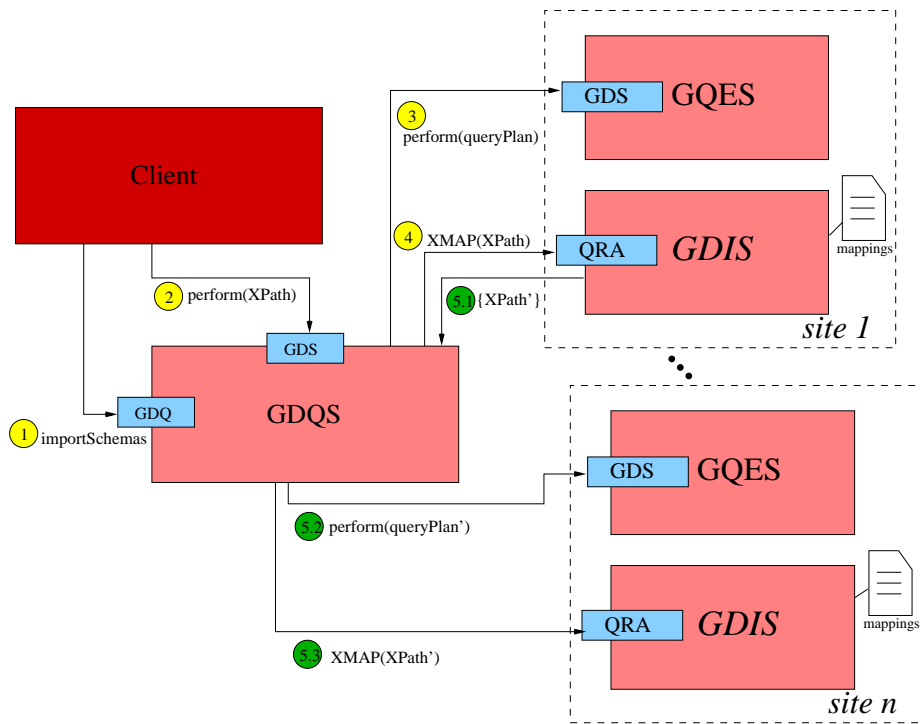 GDS
GQES
3
perform(queryPlan)
Client
4
XMAP(XPath)
QRA
GDIS
mappings
2
perform(XPath)
5.1
{XPath'}
site 1
GDS
GDQS
GDQ
1
importSchemas
GDS
GQES
5.2
perform(queryPlan')
QRA
GDIS
mappings
5.3
XMAP(XPath')
site n